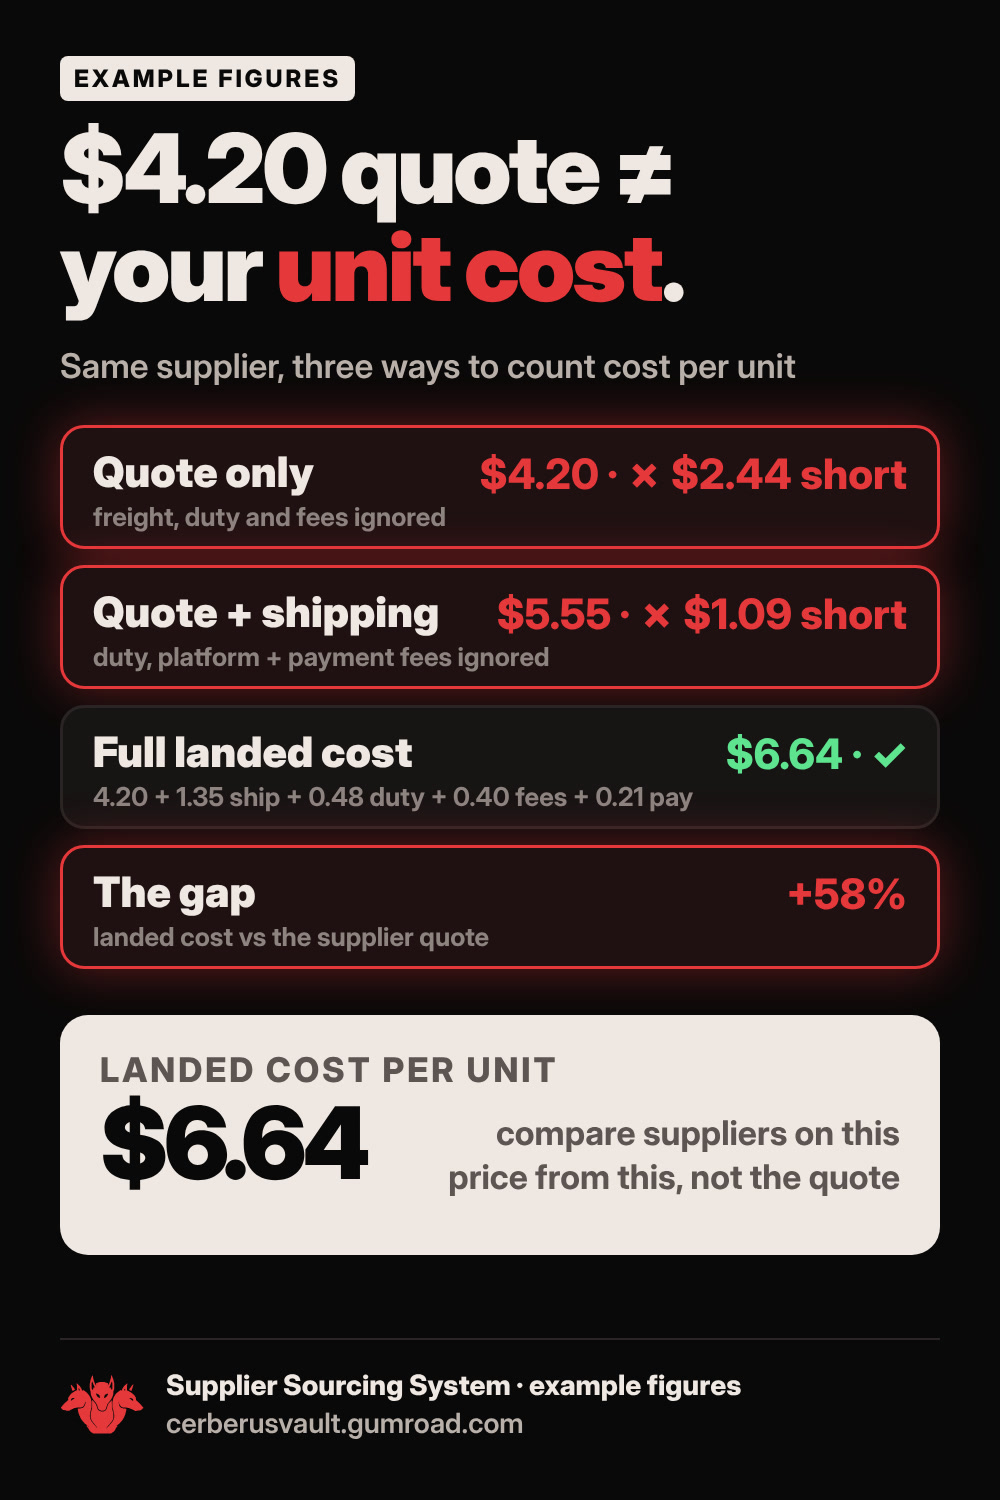 EXAMPLE FIGURES
$4.20 quote ≠
your unit cost.
Same supplier, three ways to count cost per unit
Quote only
$4.20 · × $2.44 short
freight, duty and fees ignored
Quote + shipping
$5.55 · × $1.09 short
duty, platform + payment fees ignored
Full landed cost
$6.64 · ✓
4.20 + 1.35 ship + 0.48 duty + 0.40 fees + 0.21 pay
The gap
+58%
landed cost vs the supplier quote
LANDED COST PER UNIT
$6.64
compare suppliers on this
price from this, not the quote
Supplier Sourcing System · example figures
cerberusvault.gumroad.com